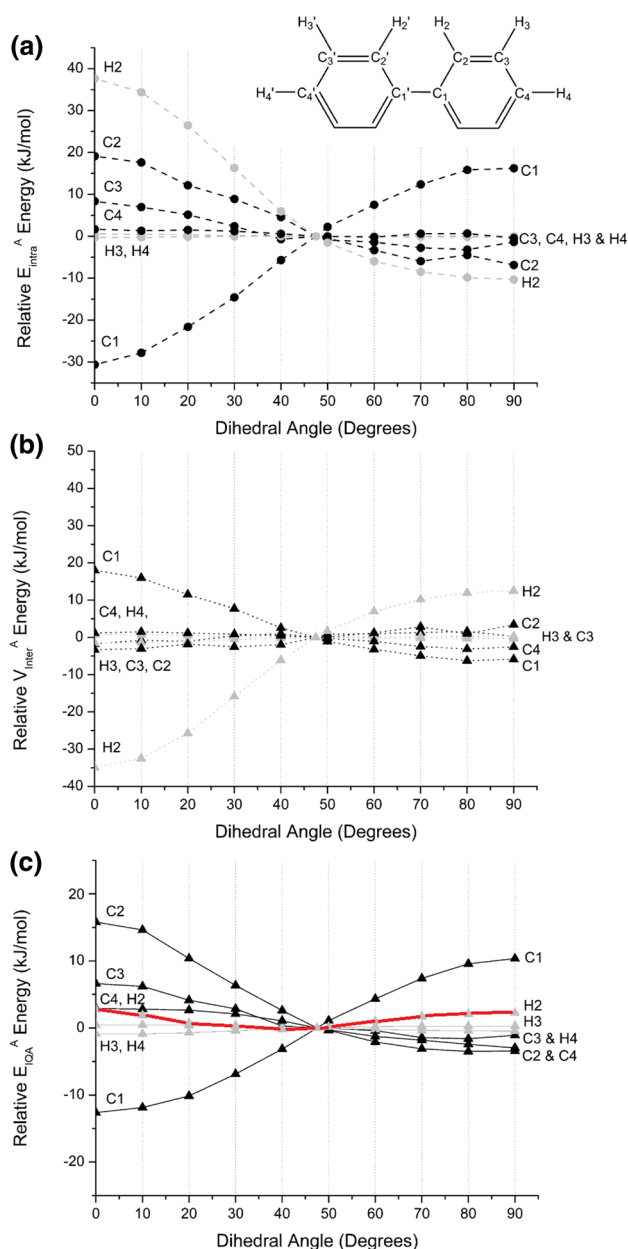 (a)
H3' H2' H2 H3
C3' C2' C2 C3
H4' C4' C1' C1 C4 H4
Relative E_intra^A Energy (kJ/mol)
40
30
20
10
0
-10
-20
-30
H2
C2
C3
C4
H3, H4
C1
C1
C3, C4, H3 & H4
C2
H2
0 10 20 30 40 50 60 70 80 90
Dihedral Angle (Degrees)
(b)
Relative V_Inter^A Energy (kJ/mol)
50
40
30
20
10
0
-10
-20
-30
-40
C1
C4, H4,
H3, C3, C2
H2
H2
C2
H3 & C3
C4
C1
0 10 20 30 40 50 60 70 80 90
Dihedral Angle (Degrees)
(c)
Relative E_IQA^A Energy (kJ/mol)
20
10
0
-10
-20
C2
C3
C4, H2
H3, H4
C1
C1
H2
H3
C3 & H4
C2 & C4
0 10 20 30 40 50 60 70 80 90
Dihedral Angle (Degrees)